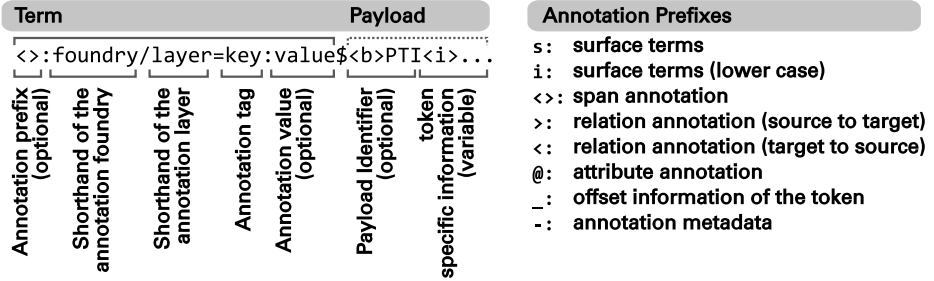 Term Payload
<>:foundry/layer=key:value$<b>PTI<i>...
Annotation prefix
(optional)
Shorthand of the
annotation foundry
Shorthand of the
annotation layer
Annotation tag
Annotation value
(optional)
Payload Identifier
(optional)
token
specific information
(variable)
Annotation Prefixes
s: surface terms
i: surface terms (lower case)
<>: span annotation
>: relation annotation (source to target)
<: relation annotation (target to source)
@: attribute annotation
_: offset information of the token
-: annotation metadata